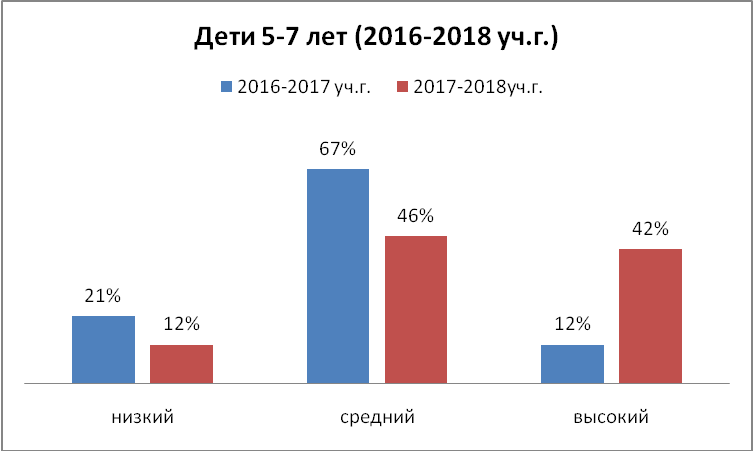 Дети 5-7 лет (2016-2018 уч.г.)
2016-2017 уч.г. 2017-2018уч.г.
67%
46%
42%
21%
12%
12%
низкий средний высокий